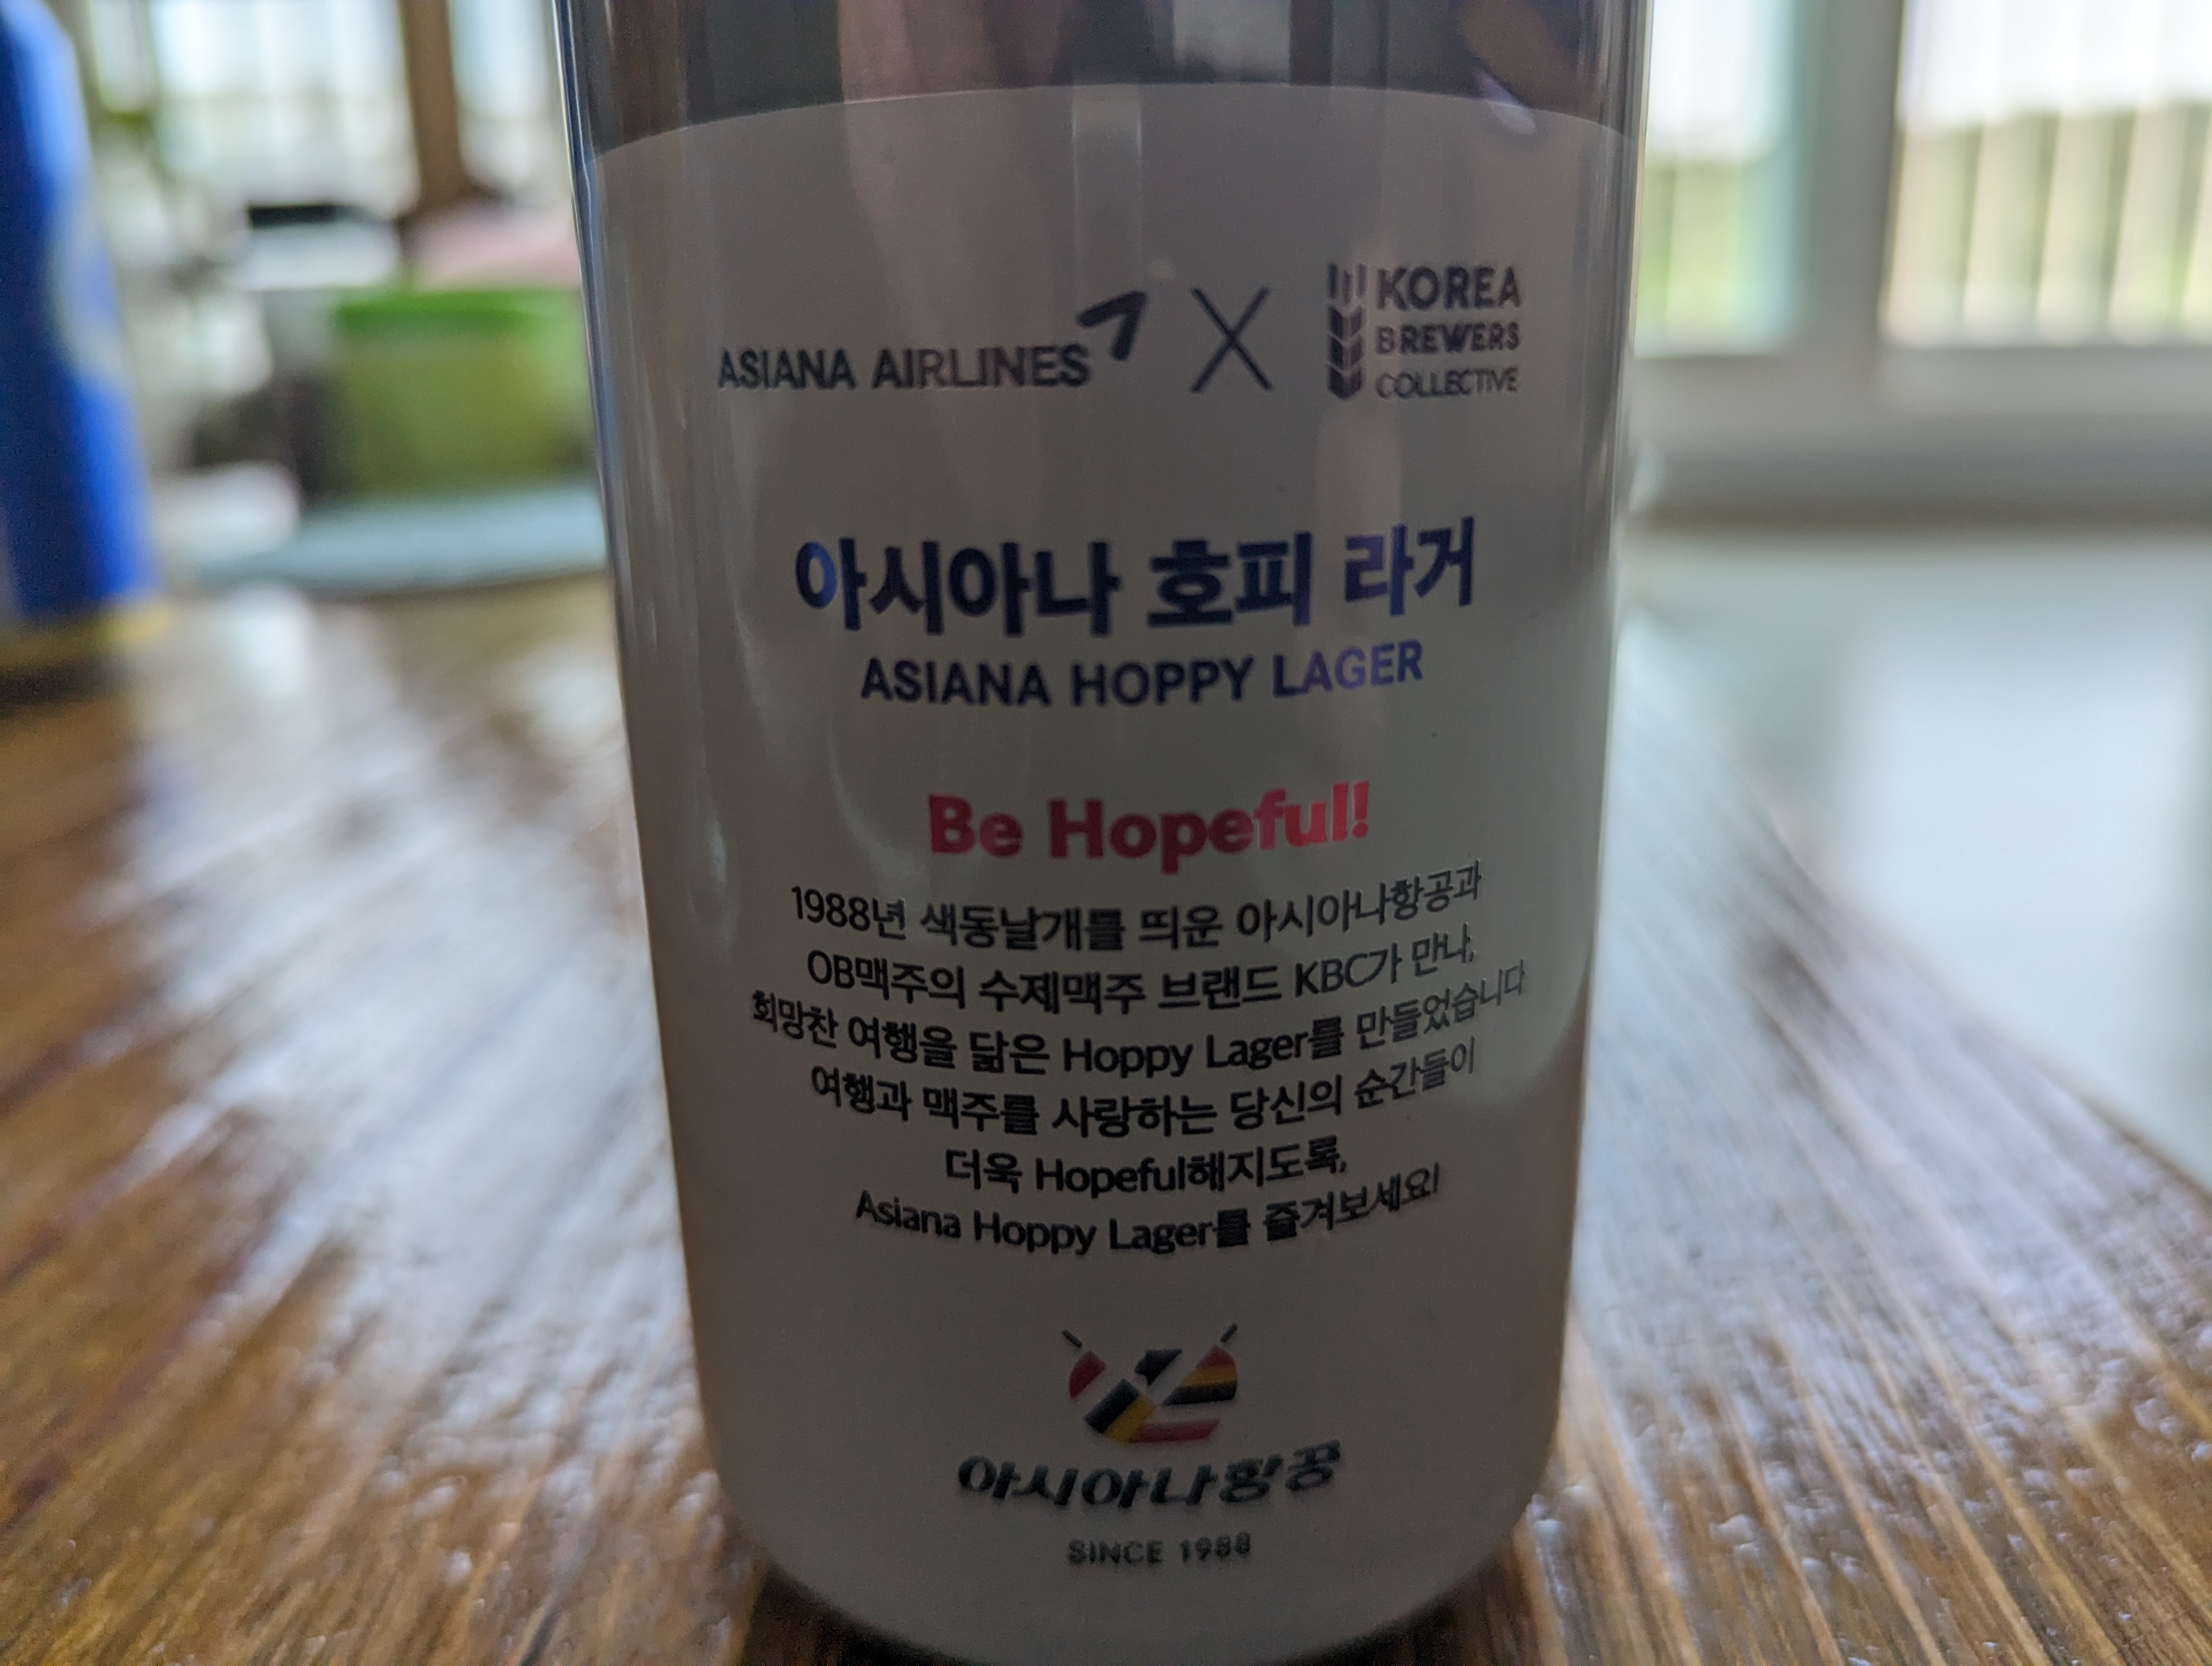 ASIANA AIRLINES X KOREA BREWERS COLLECTIVE
아시아나 호피 라거
ASIANA HOPPY LAGER
Be Hopeful!
1988년 색동날개를 띄운 아시아나항공과
OB맥주의 수제맥주 브랜드 KBC가 만나,
희망찬 여행을 닮은 Hoppy Lager를 만들었습니다
여행과 맥주를 사랑하는 당신의 순간들이
더욱 Hopeful해지도록,
Asiana Hoppy Lager를 즐겨보세요!
아시아나항공
SINCE 1988